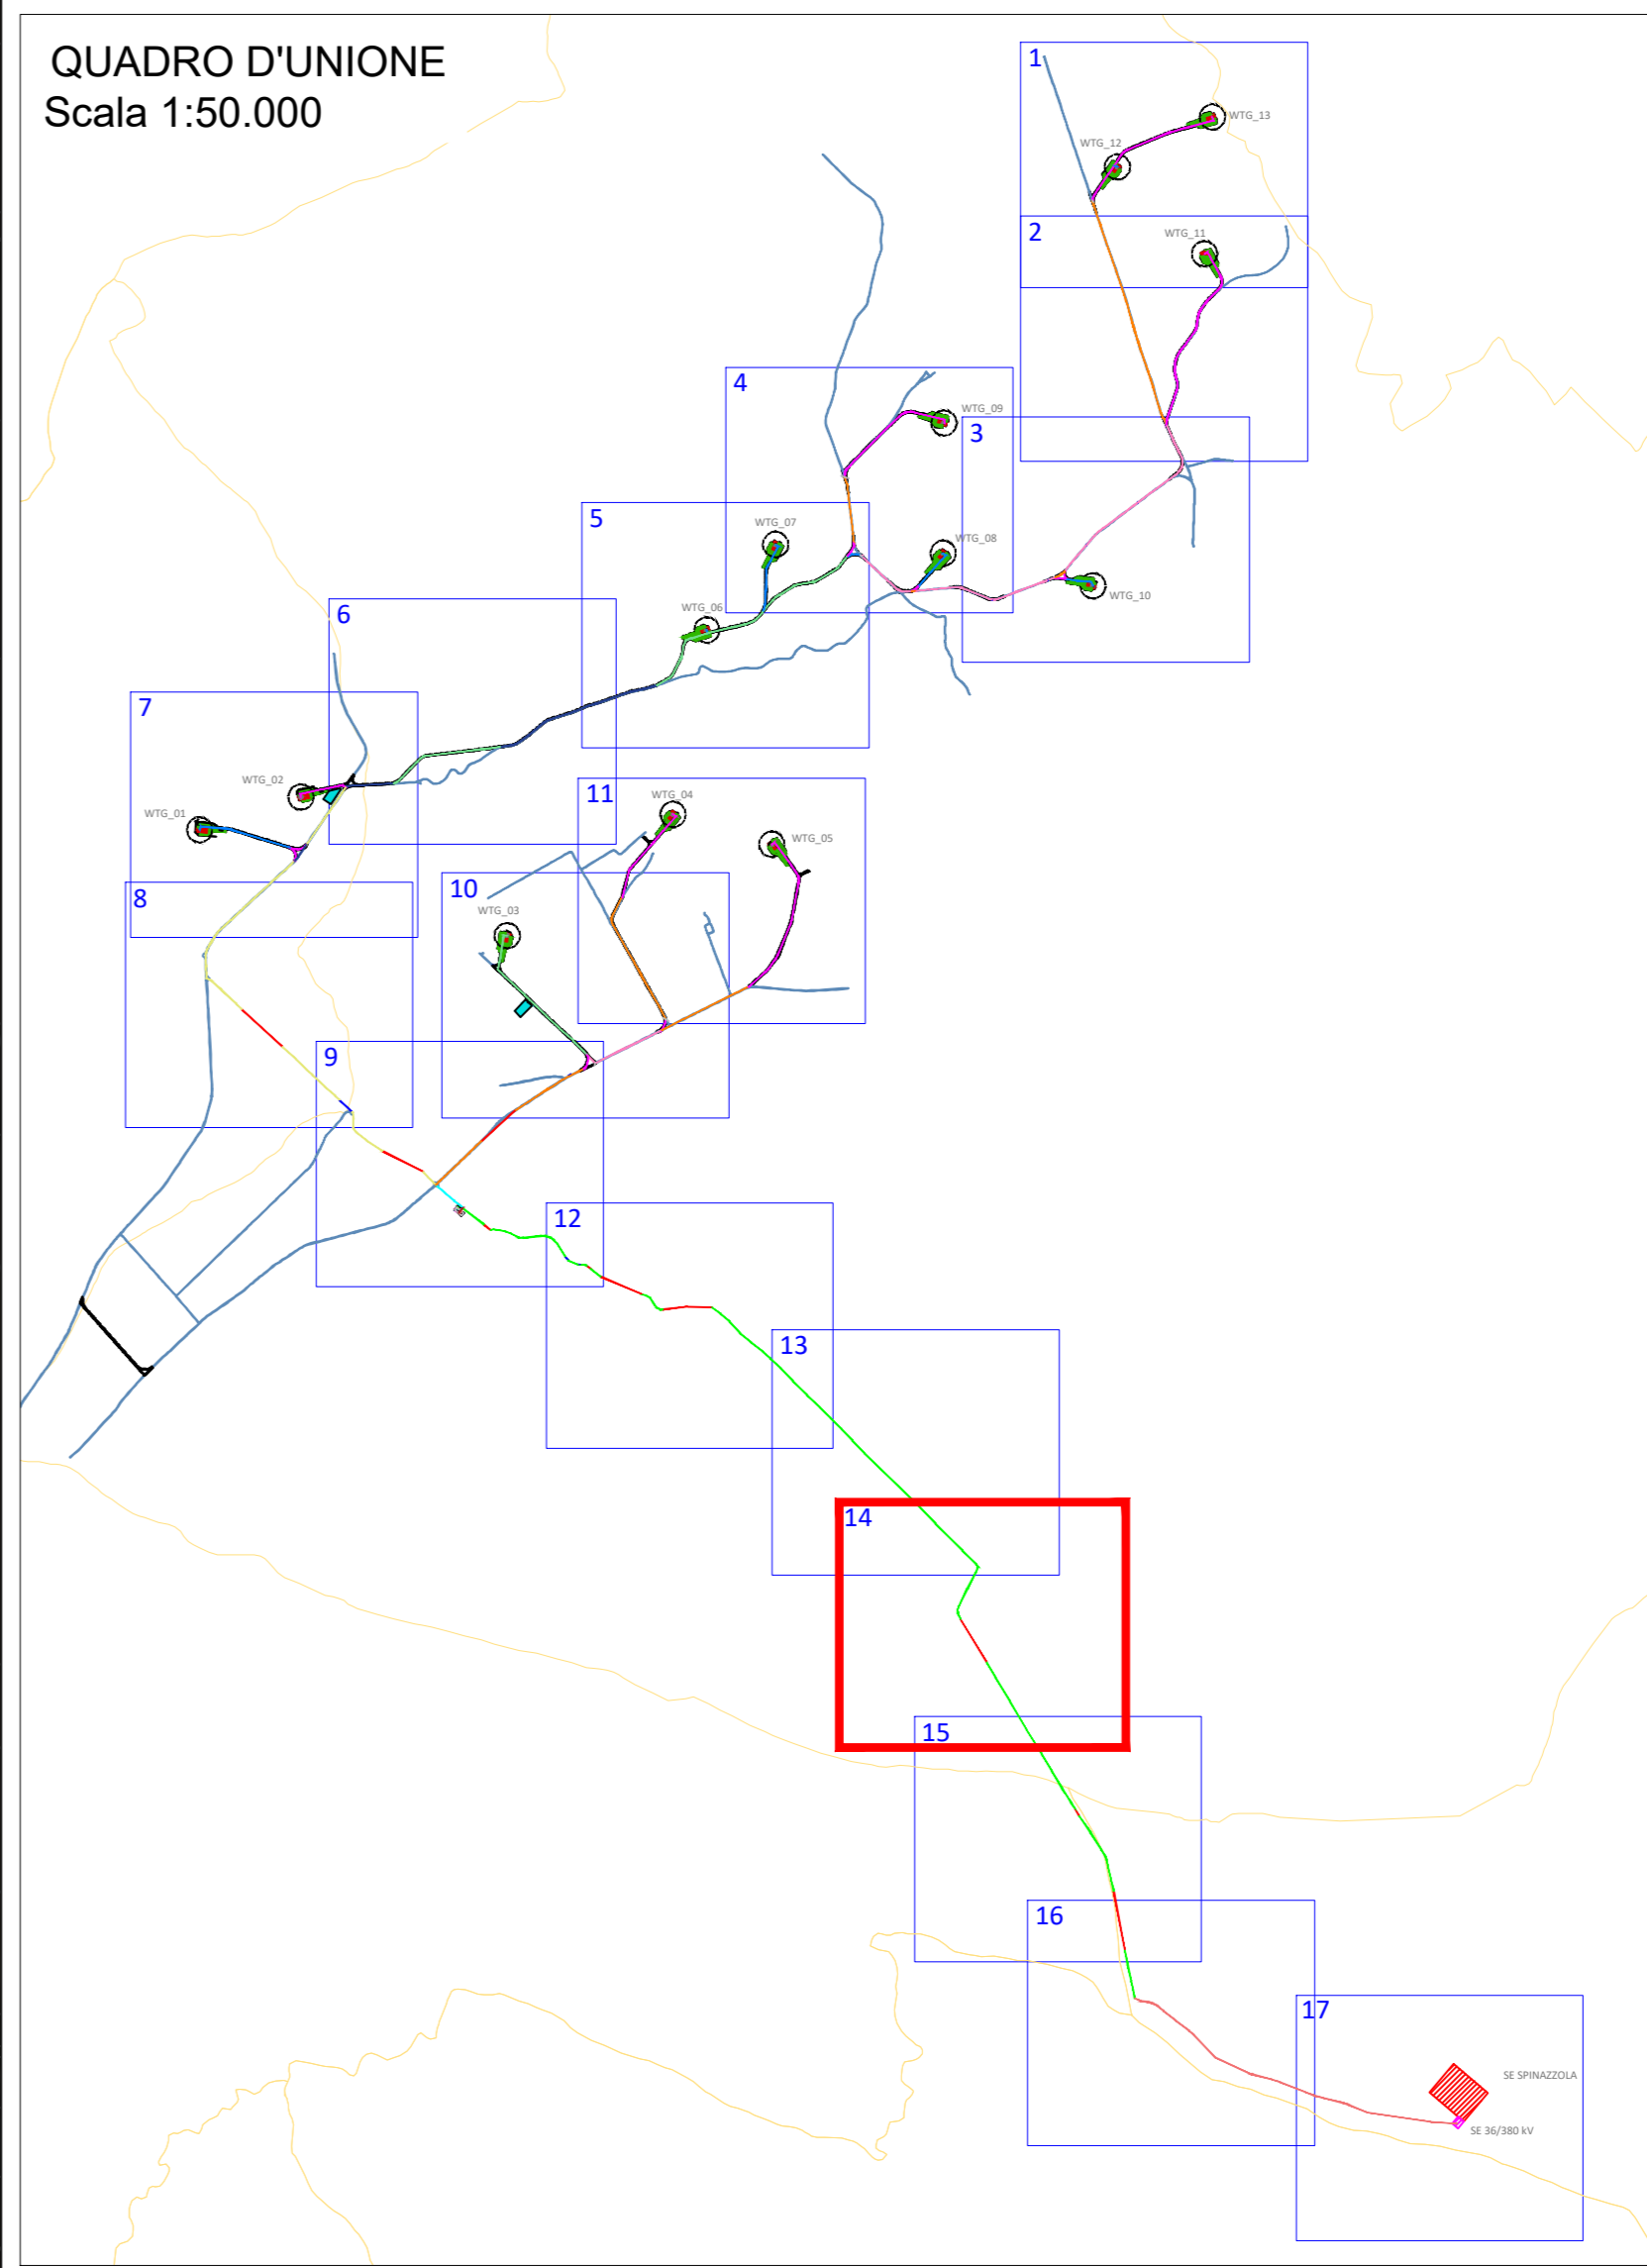 QUADRO D'UNIONE
Scala 1:50.000
1
WTG_13
WTG_12
2
WTG_11
4
WTG_09
3
5
WTG_07
WTG_08
WTG_10
6
WTG_06
7
WTG_02
WTG_01
11
WTG_04
WTG_05
8
10
WTG_03
9
12
13
14
15
16
17
SE SPINAZZOLA
SE 36/380 kV